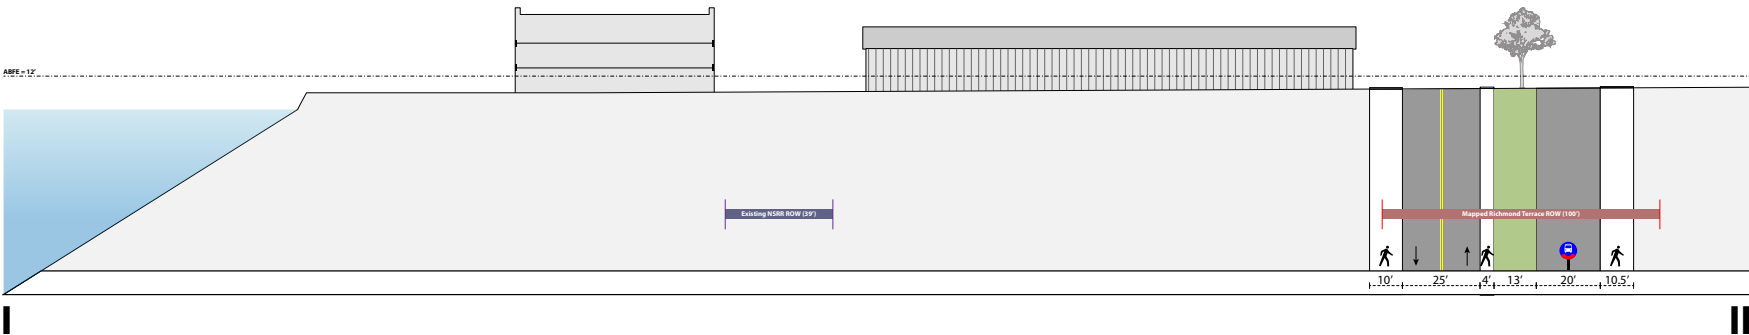 ABFE = 12'
Existing NSRR ROW (39')
Mapped Richmond Terrace ROW (100')
10' 25' 4' 13' 20' 10.5'